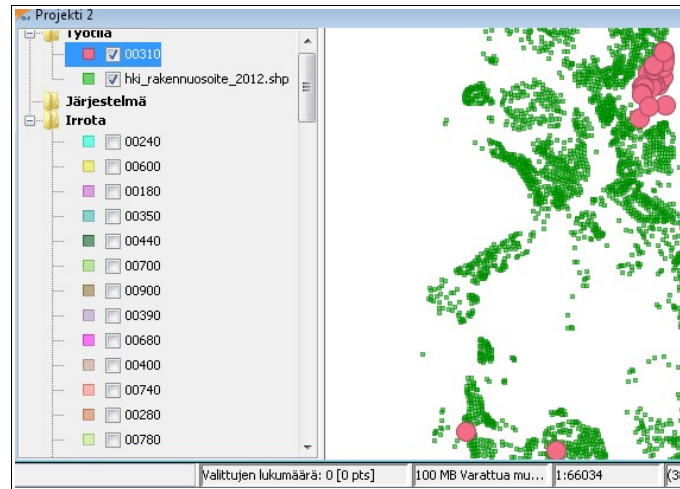 Projekti 2
Työtila
00310
hki_rakennuosoite_2012.shp
Järjestelmä
Irrota
00240
00600
00180
00350
00440
00700
00900
00390
00680
00400
00740
00280
00780
Valittujen lukumäärä: 0 [0 pts] 100 MB Varattua mu... 1:66034 (38